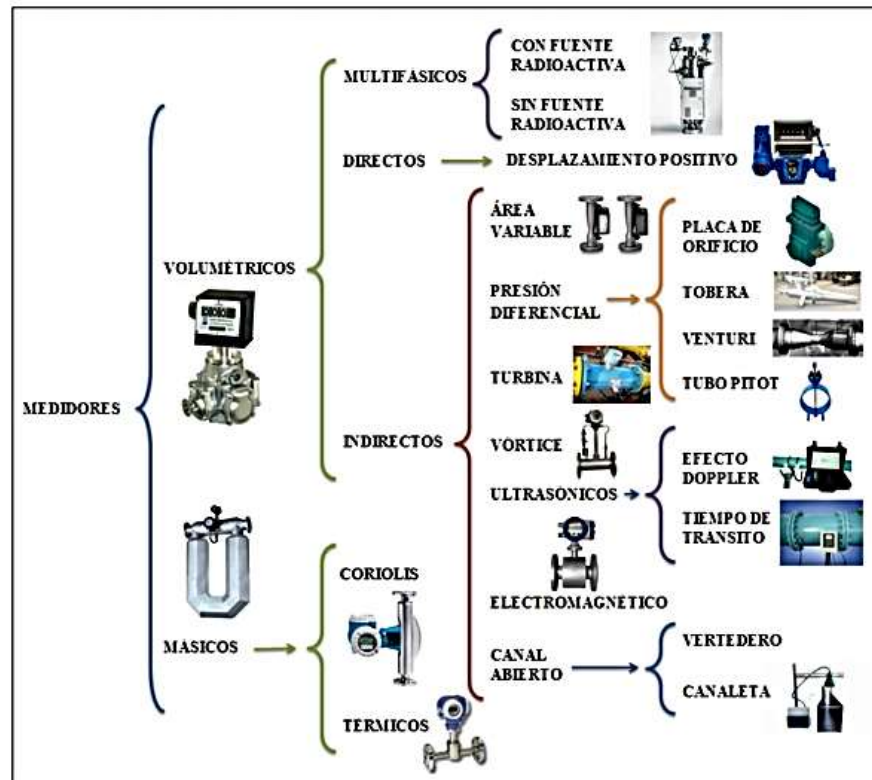 MEDIDORES
VOLUMÉTRICOS
MULTIFÁSICOS
CON FUENTE
RADIOACTIVA
SIN FUENTE
RADIOACTIVA
DIRECTOS
DESPLAZAMIENTO POSITIVO
INDIRECTOS
ÁREA
VARIABLE
PRESIÓN
DIFERENCIAL
PLACA DE
ORIFICIO
TOBERA
VENTURI
TUBO PITOT
TURBINA
VÓRTICE
ULTRASÓNICOS
EFECTO
DOPPLER
TIEMPO DE
TRÁNSITO
ELECTROMAGNÉTICO
CANAL
ABIERTO
VERTEDERO
CANALETA
MÁSICOS
CORIOLIS
TÉRMICOS